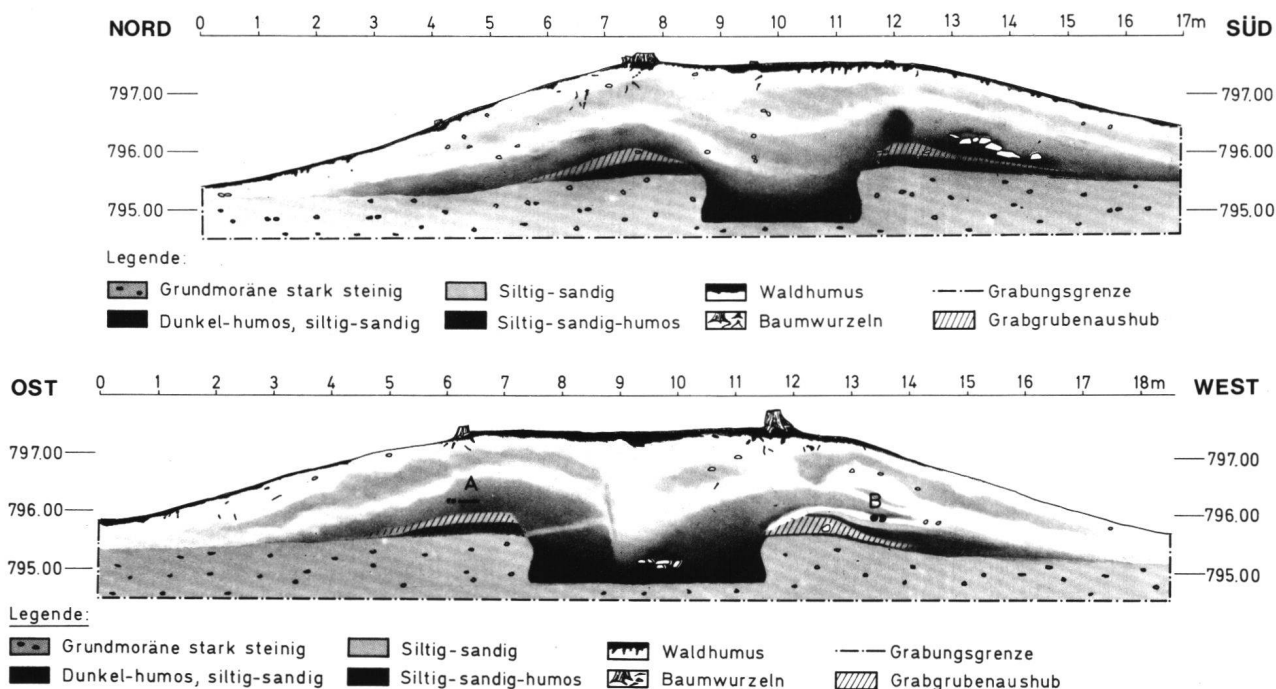 NORD 0 1 2 3 4 5 6 7 8 9 10 11 12 13 14 15 16 17m SÜD
797.00 797.00
796.00 796.00
795.00 795.00
Legende:
Grundmoräne stark steinig Siltig-sandig Waldhumus Grabungsgrenze
Dunkel-humos, siltig-sandig Siltig-sandig-humos Baumwurzeln Grabgrubenaushub
OST 0 1 2 3 4 5 6 7 8 9 10 11 12 13 14 15 16 17 18m WEST
797.00 797.00
A B
796.00 796.00
795.00 795.00
Legende:
Grundmoräne stark steinig Siltig-sandig Waldhumus Grabungsgrenze
Dunkel-humos, siltig-sandig Siltig-sandig-humos Baumwurzeln Grabgrubenaushub